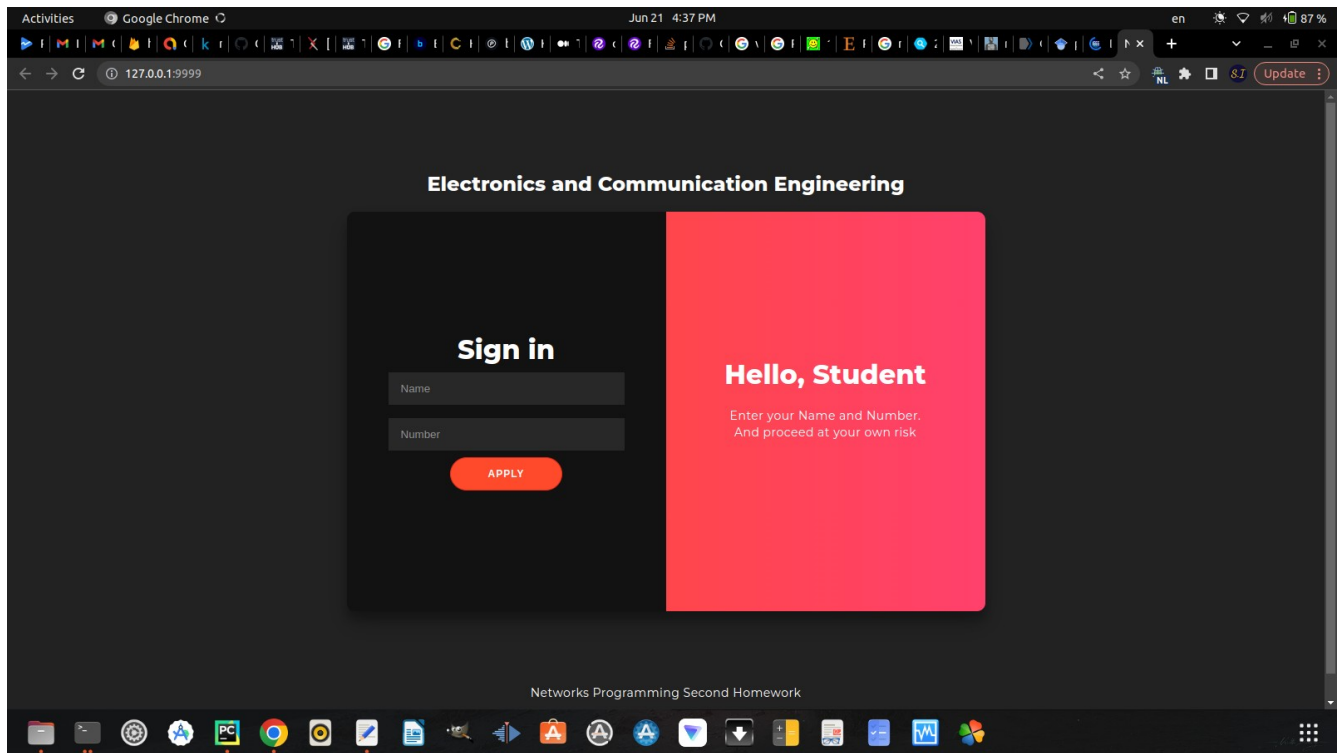 Activities
Google Chrome
Jun 21 4:37 PM
en
87 %
127.0.0.1:9999
NL
Update
Electronics and Communication Engineering
Sign in
Name
Number
APPLY
Hello, Student
Enter your Name and Number.
And proceed at your own risk
Networks Programming Second Homework